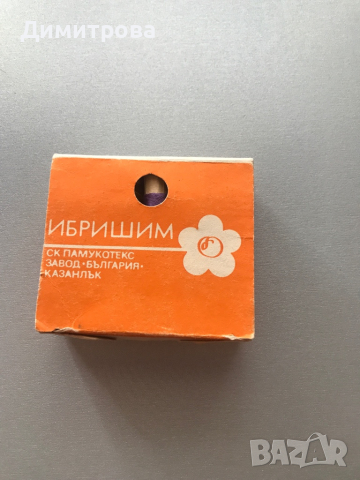 Димитрова
ИБРИШИМ
СК ПАМУКОТЕКС
ЗАВОД "БЪЛГАРИЯ"
КАЗАНЛЪК
BAZAR